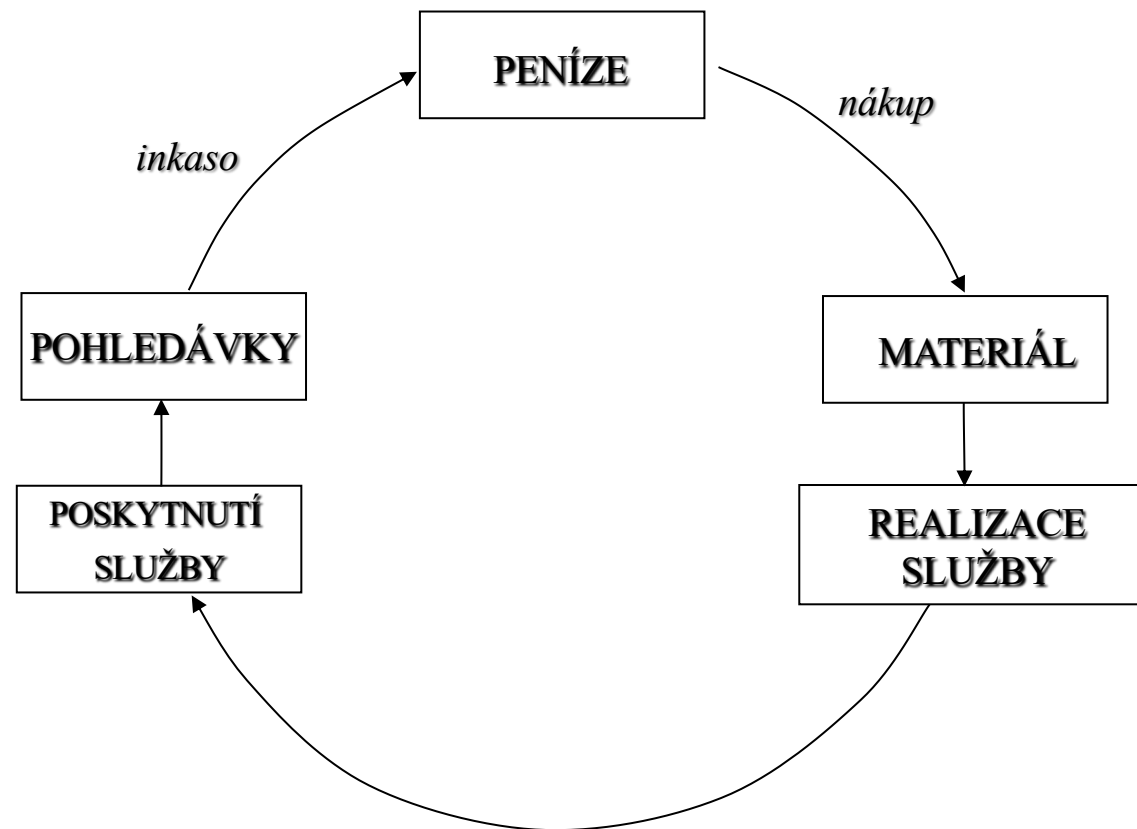 PENÍZE
nákup
inkaso
POHLEDÁVKY
MATERIÁL
POSKYTNUTÍ
SLUŽBY
REALIZACE
SLUŽBY